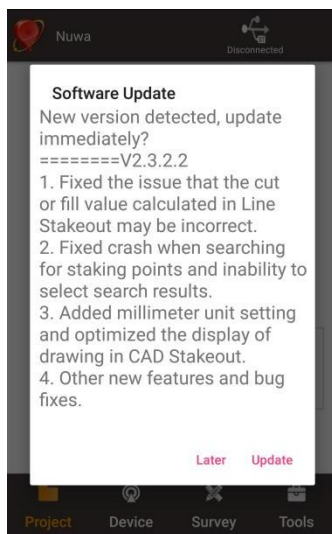 Nuwa
Disconnected
Software Update
New version detected, update
immediately?
========V2.3.2.2
1. Fixed the issue that the cut
or fill value calculated in Line
Stakeout may be incorrect.
2. Fixed crash when searching
for staking points and inability to
select search results.
3. Added millimeter unit setting
and optimized the display of
drawing in CAD Stakeout.
4. Other new features and bug
fixes.
Later Update
Project Device Survey Tools